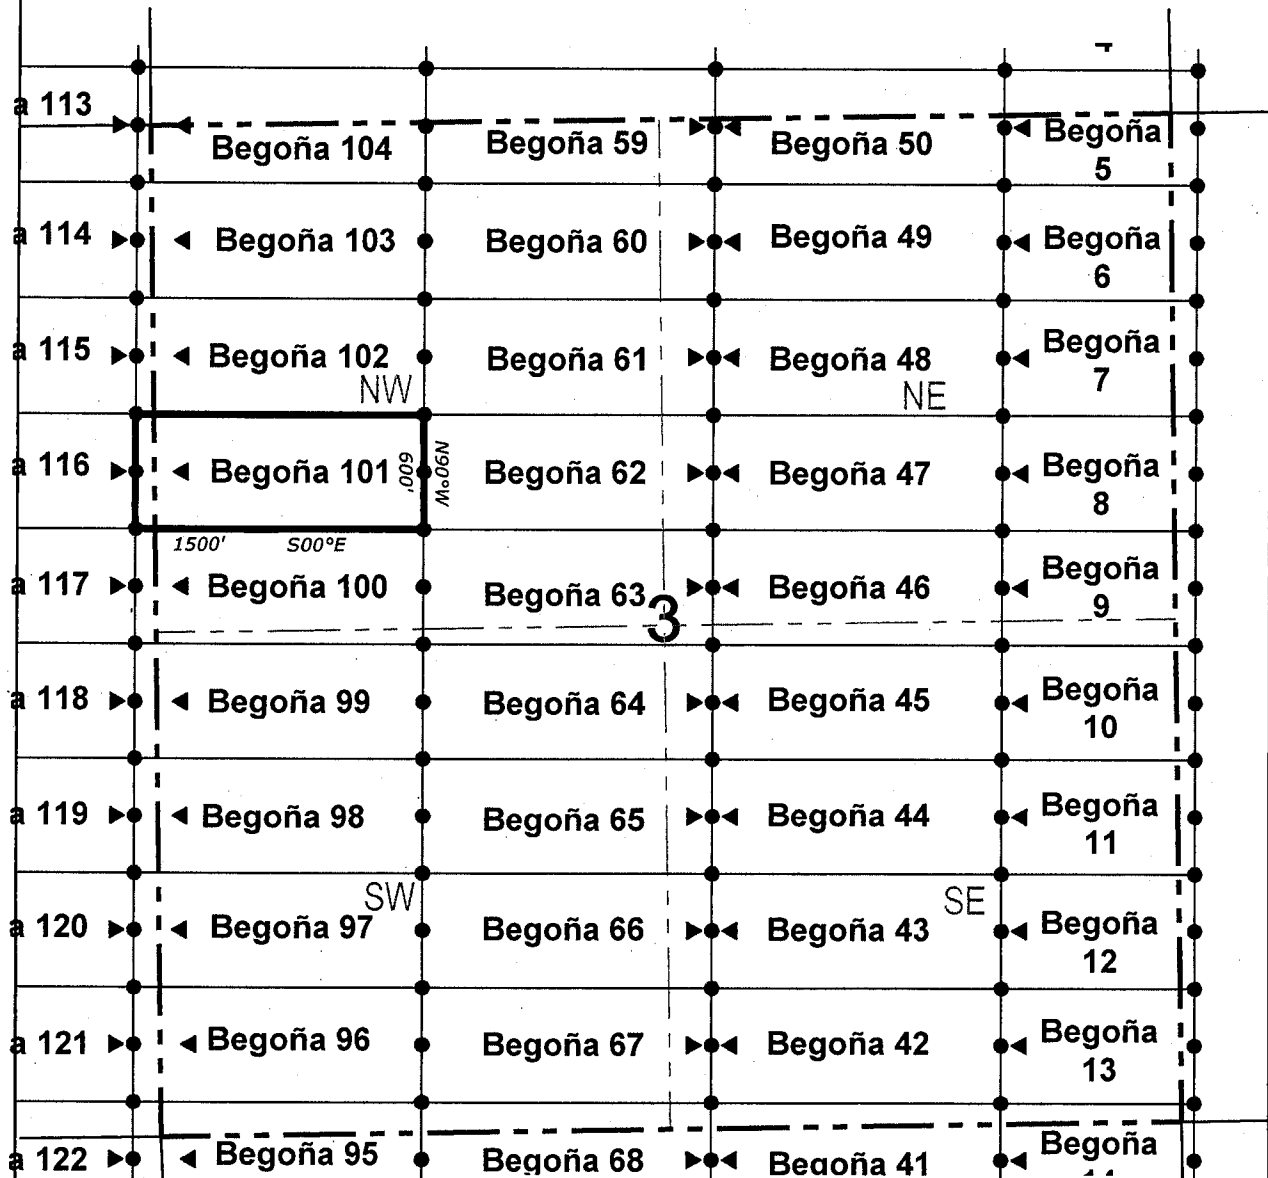 a 113
Begoña 104
Begoña 59
Begoña 50
Begoña
5
a 114
Begoña 103
Begoña 60
Begoña 49
Begoña
6
a 115
Begoña 102
Begoña 61
Begoña 48
Begoña
7
NW
NE
a 116
Begoña 101
600'
N90°W
Begoña 62
Begoña 47
Begoña
8
1500'
S00°E
a 117
Begoña 100
Begoña 63
Begoña 46
Begoña
9
3
a 118
Begoña 99
Begoña 64
Begoña 45
Begoña
10
a 119
Begoña 98
Begoña 65
Begoña 44
Begoña
11
SW
SE
a 120
Begoña 97
Begoña 66
Begoña 43
Begoña
12
a 121
Begoña 96
Begoña 67
Begoña 42
Begoña
13
a 122
Begoña 95
Begoña 68
Begoña 41
Begoña